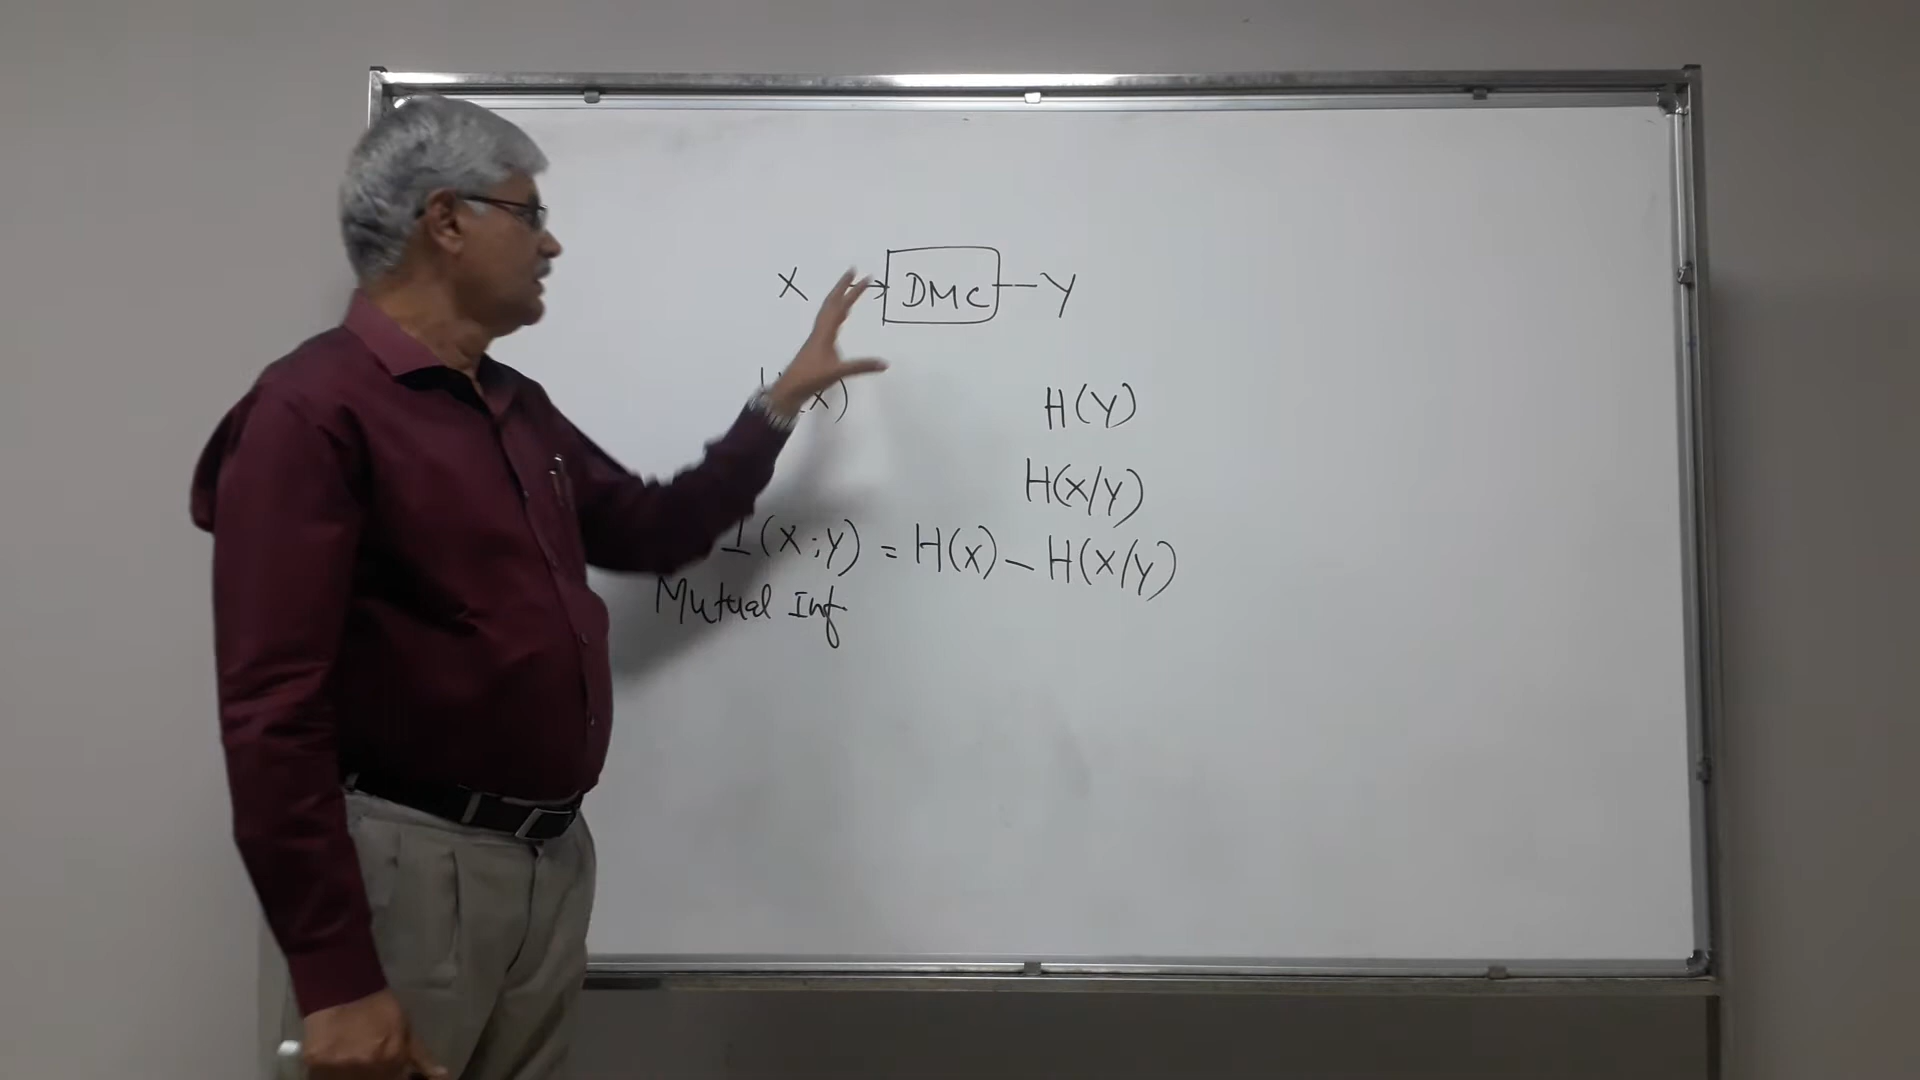 X → DMC — Y
H(X) H(Y)
H(X/Y)
I(X;Y) = H(X) - H(X/Y)
Mutual Inf